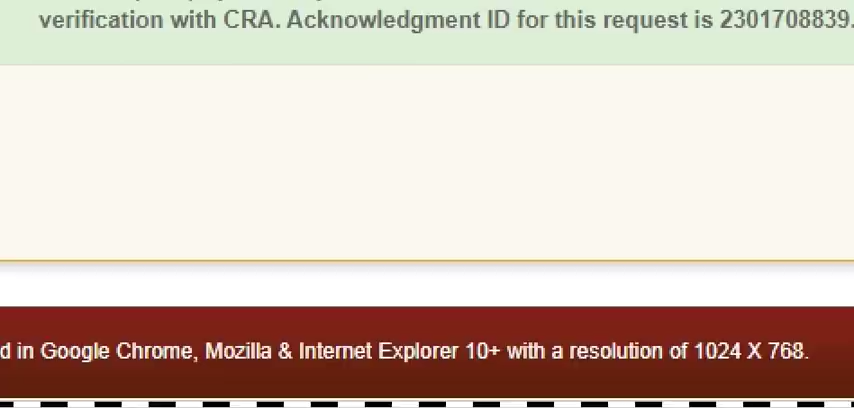 verification with CRA. Acknowledgment ID for this request is 2301708839.
d in Google Chrome, Mozilla & Internet Explorer 10+ with a resolution of 1024 X 768.